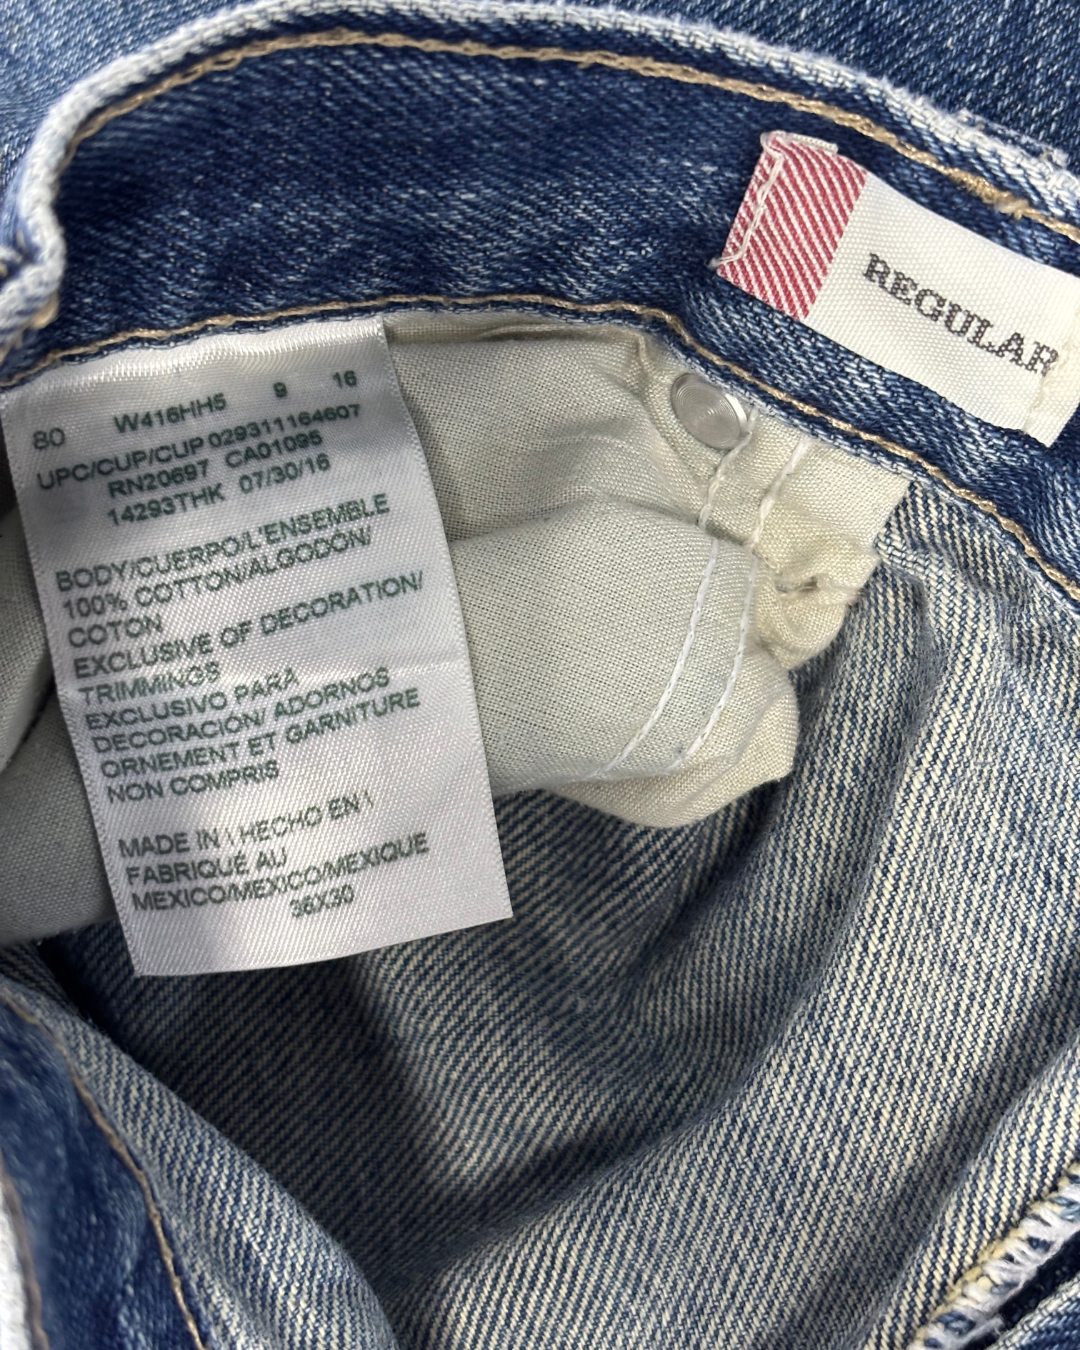 80 W416HH5 9 16
UPC/CUP/CUP 029311164607
RN20697 CA01095
14293THK 07/30/16
BODY/CUERPO/L'ENSEMBLE
100% COTTON/ALGODÓN/
COTON
EXCLUSIVE OF DECORATION/
TRIMMINGS
EXCLUSIVO PARA
DECORACIÓN/ ADORNOS
ORNEMENT ET GARNITURE
NON COMPRIS
MADE IN \ HECHO EN \
FABRIQUÉ AU
MEXICO/MEXICO/MEXIQUE
36X30
REGULAR